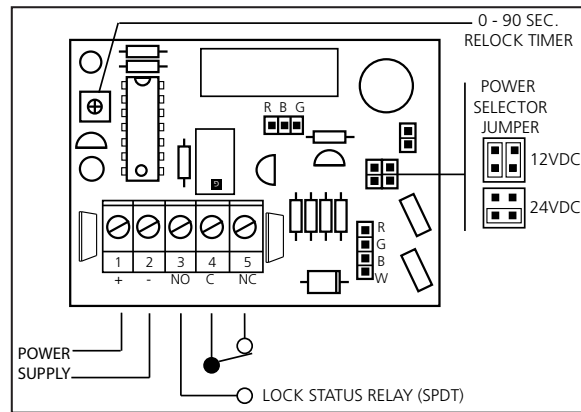 0 - 90 SEC.
RELOCK TIMER
POWER
SELECTOR
JUMPER
12VDC
24VDC
R B G
R
G
B
W
1 2 3 4 5
+ - NO C NC
POWER
SUPPLY
LOCK STATUS RELAY (SPDT)